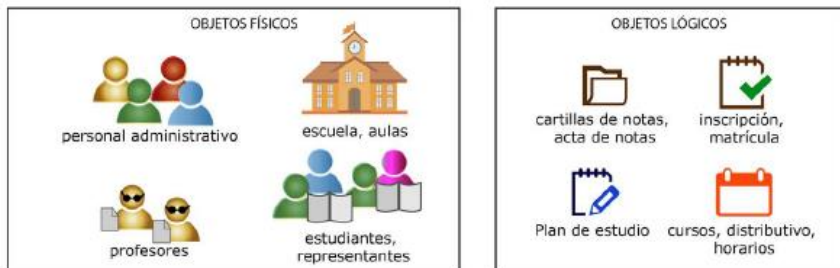 OBJETOS FÍSICOS
personal administrativo
escuela, aulas
profesores
estudiantes,
representantes
OBJETOS LÓGICOS
cartillas de notas,
acta de notas
inscripción,
matrícula
Plan de estudio
cursos, distributivo,
horarios